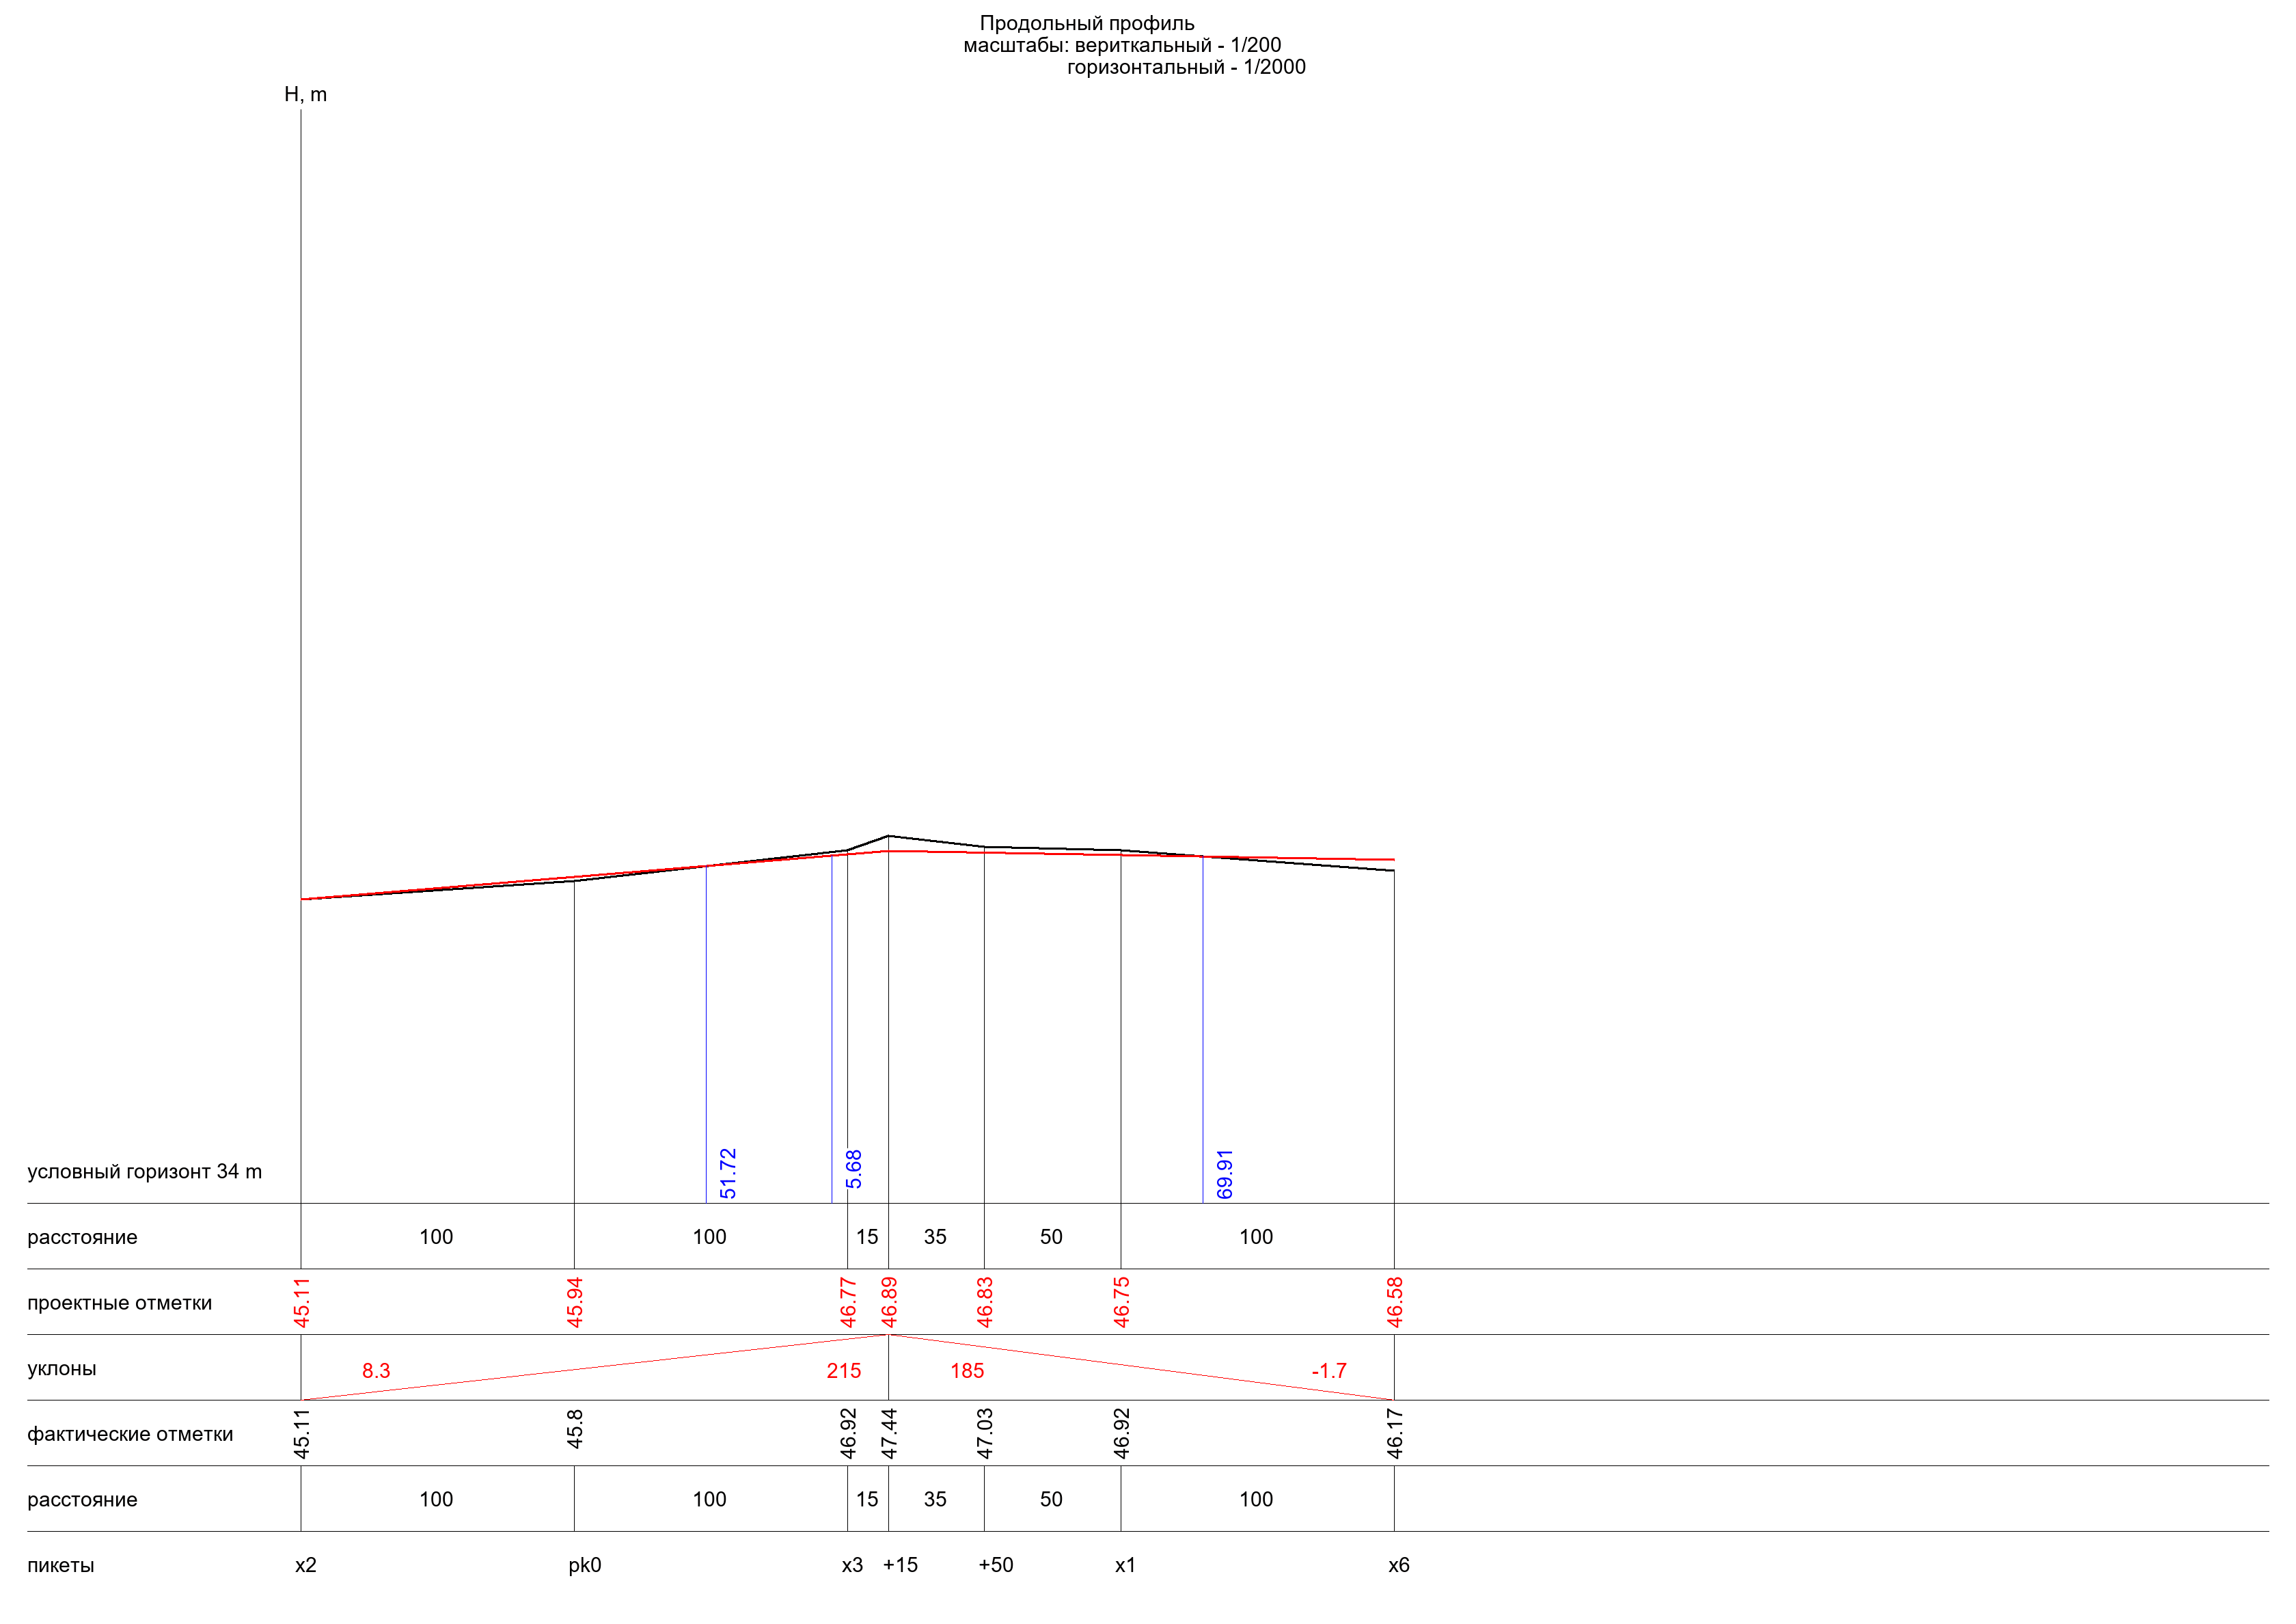 Продольный профиль
масштабы: вериткальный - 1/200
горизонтальный - 1/2000
H, m
51.72 5.68 69.91
условный горизонт 34 m
расстояние 100 100 15 35 50 100
проектные отметки 45.11 45.94 46.77 46.89 46.83 46.75 46.58
уклоны 8.3 215 185 -1.7
фактические отметки 45.11 45.8 46.92 47.44 47.03 46.92 46.17
расстояние 100 100 15 35 50 100
пикеты x2 pk0 x3 +15 +50 x1 x6